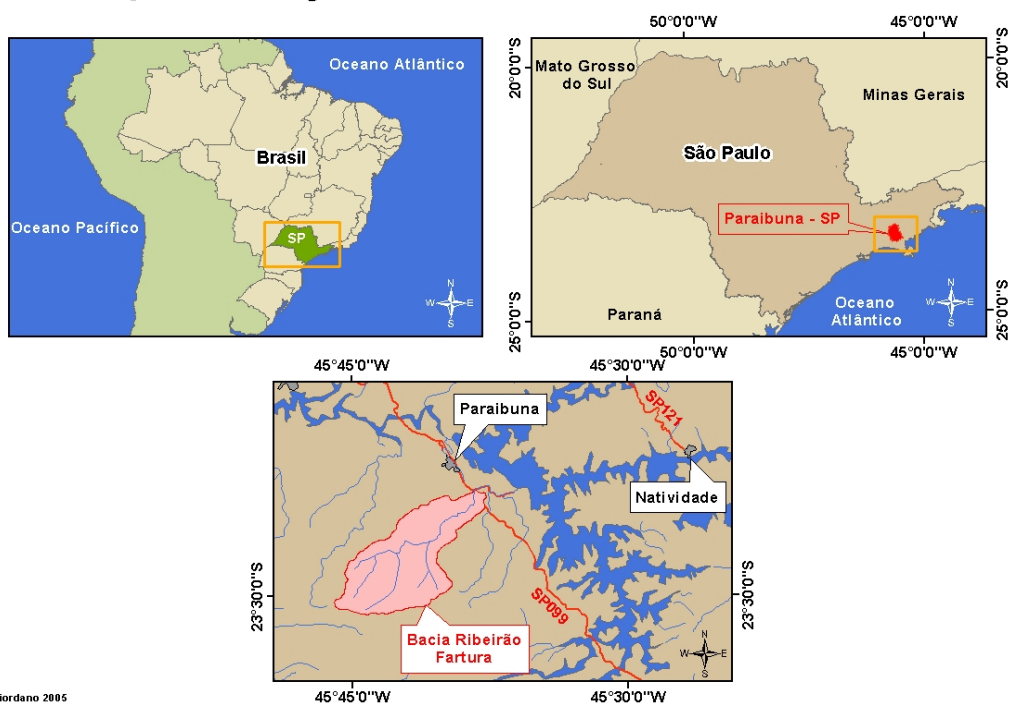 50°0'0"W
45°0'0"W
Oceano Atlântico
Brasil
Oceano Pacífico
SP
N
W
E
S
20°0'0"S
20°0'0"S
Mato Grosso
do Sul
Minas Gerais
São Paulo
Paraibuna - SP
Paraná
Oceano
Atlântico
N
W
E
S
25°0'0"S
25°0'0"S
50°0'0"W
45°0'0"W
45°45'0"W
45°30'0"W
Paraibuna
SP121
Natividade
23°30'0"S
23°30'0"S
SP099
Bacia Ribeirão
Fartura
N
W
E
S
45°45'0"W
45°30'0"W
iordano 2005